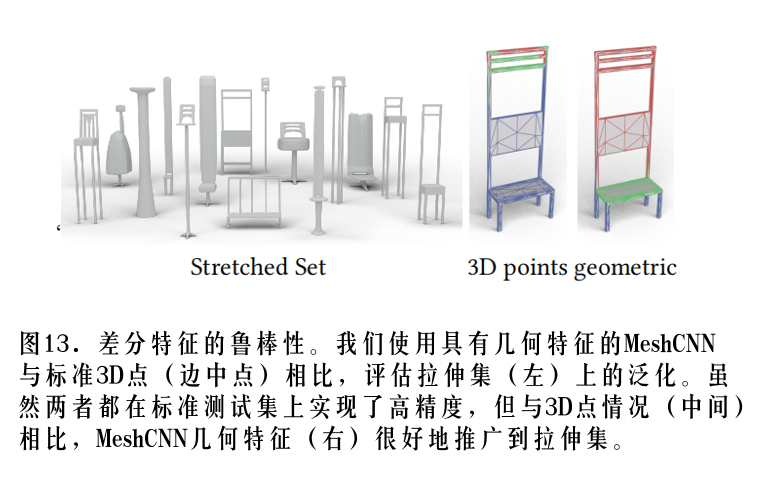 Stretched Set
3D points geometric
图13．差分特征的鲁棒性。我们使用具有几何特征的MeshCNN
与标准3D点（边中点）相比，评估拉伸集（左）上的泛化。虽
然两者都在标准测试集上实现了高精度，但与3D点情况（中间）
相比，MeshCNN几何特征（右）很好地推广到拉伸集。